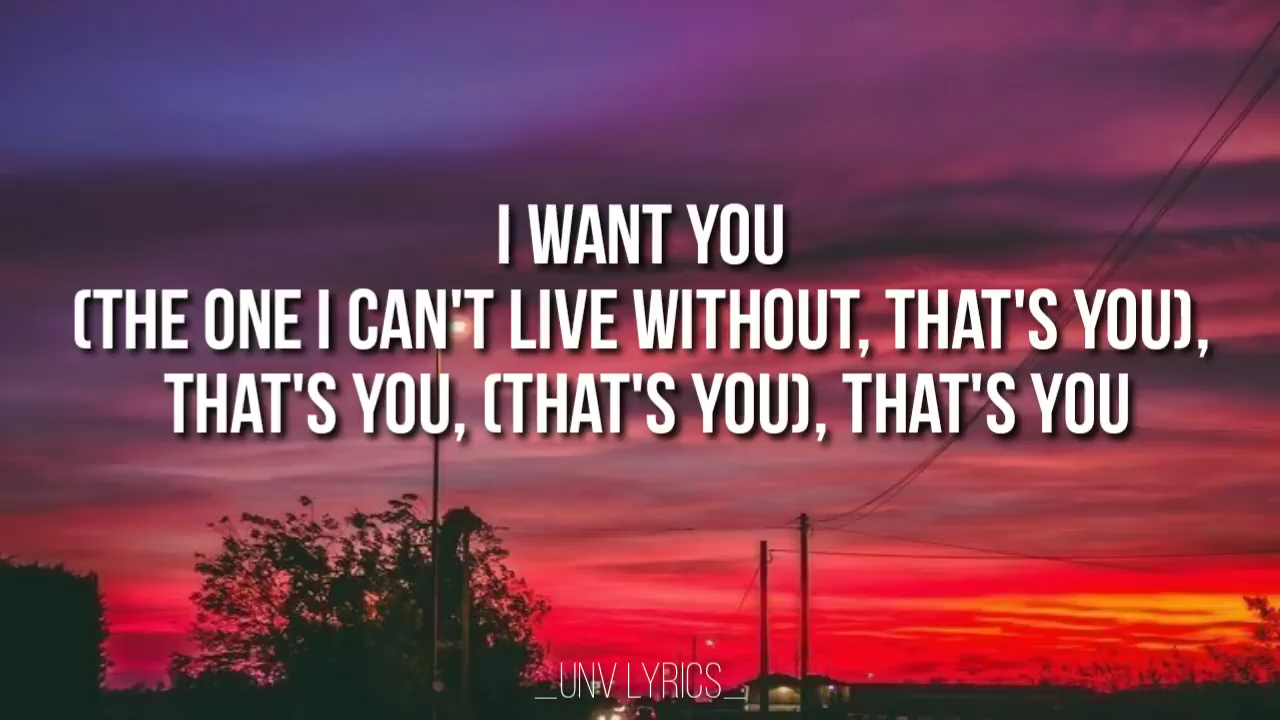 I WANT YOU
(THE ONE I CAN'T LIVE WITHOUT, THAT'S YOU),
THAT'S YOU, (THAT'S YOU), THAT'S YOU
_UNV LYRICS_